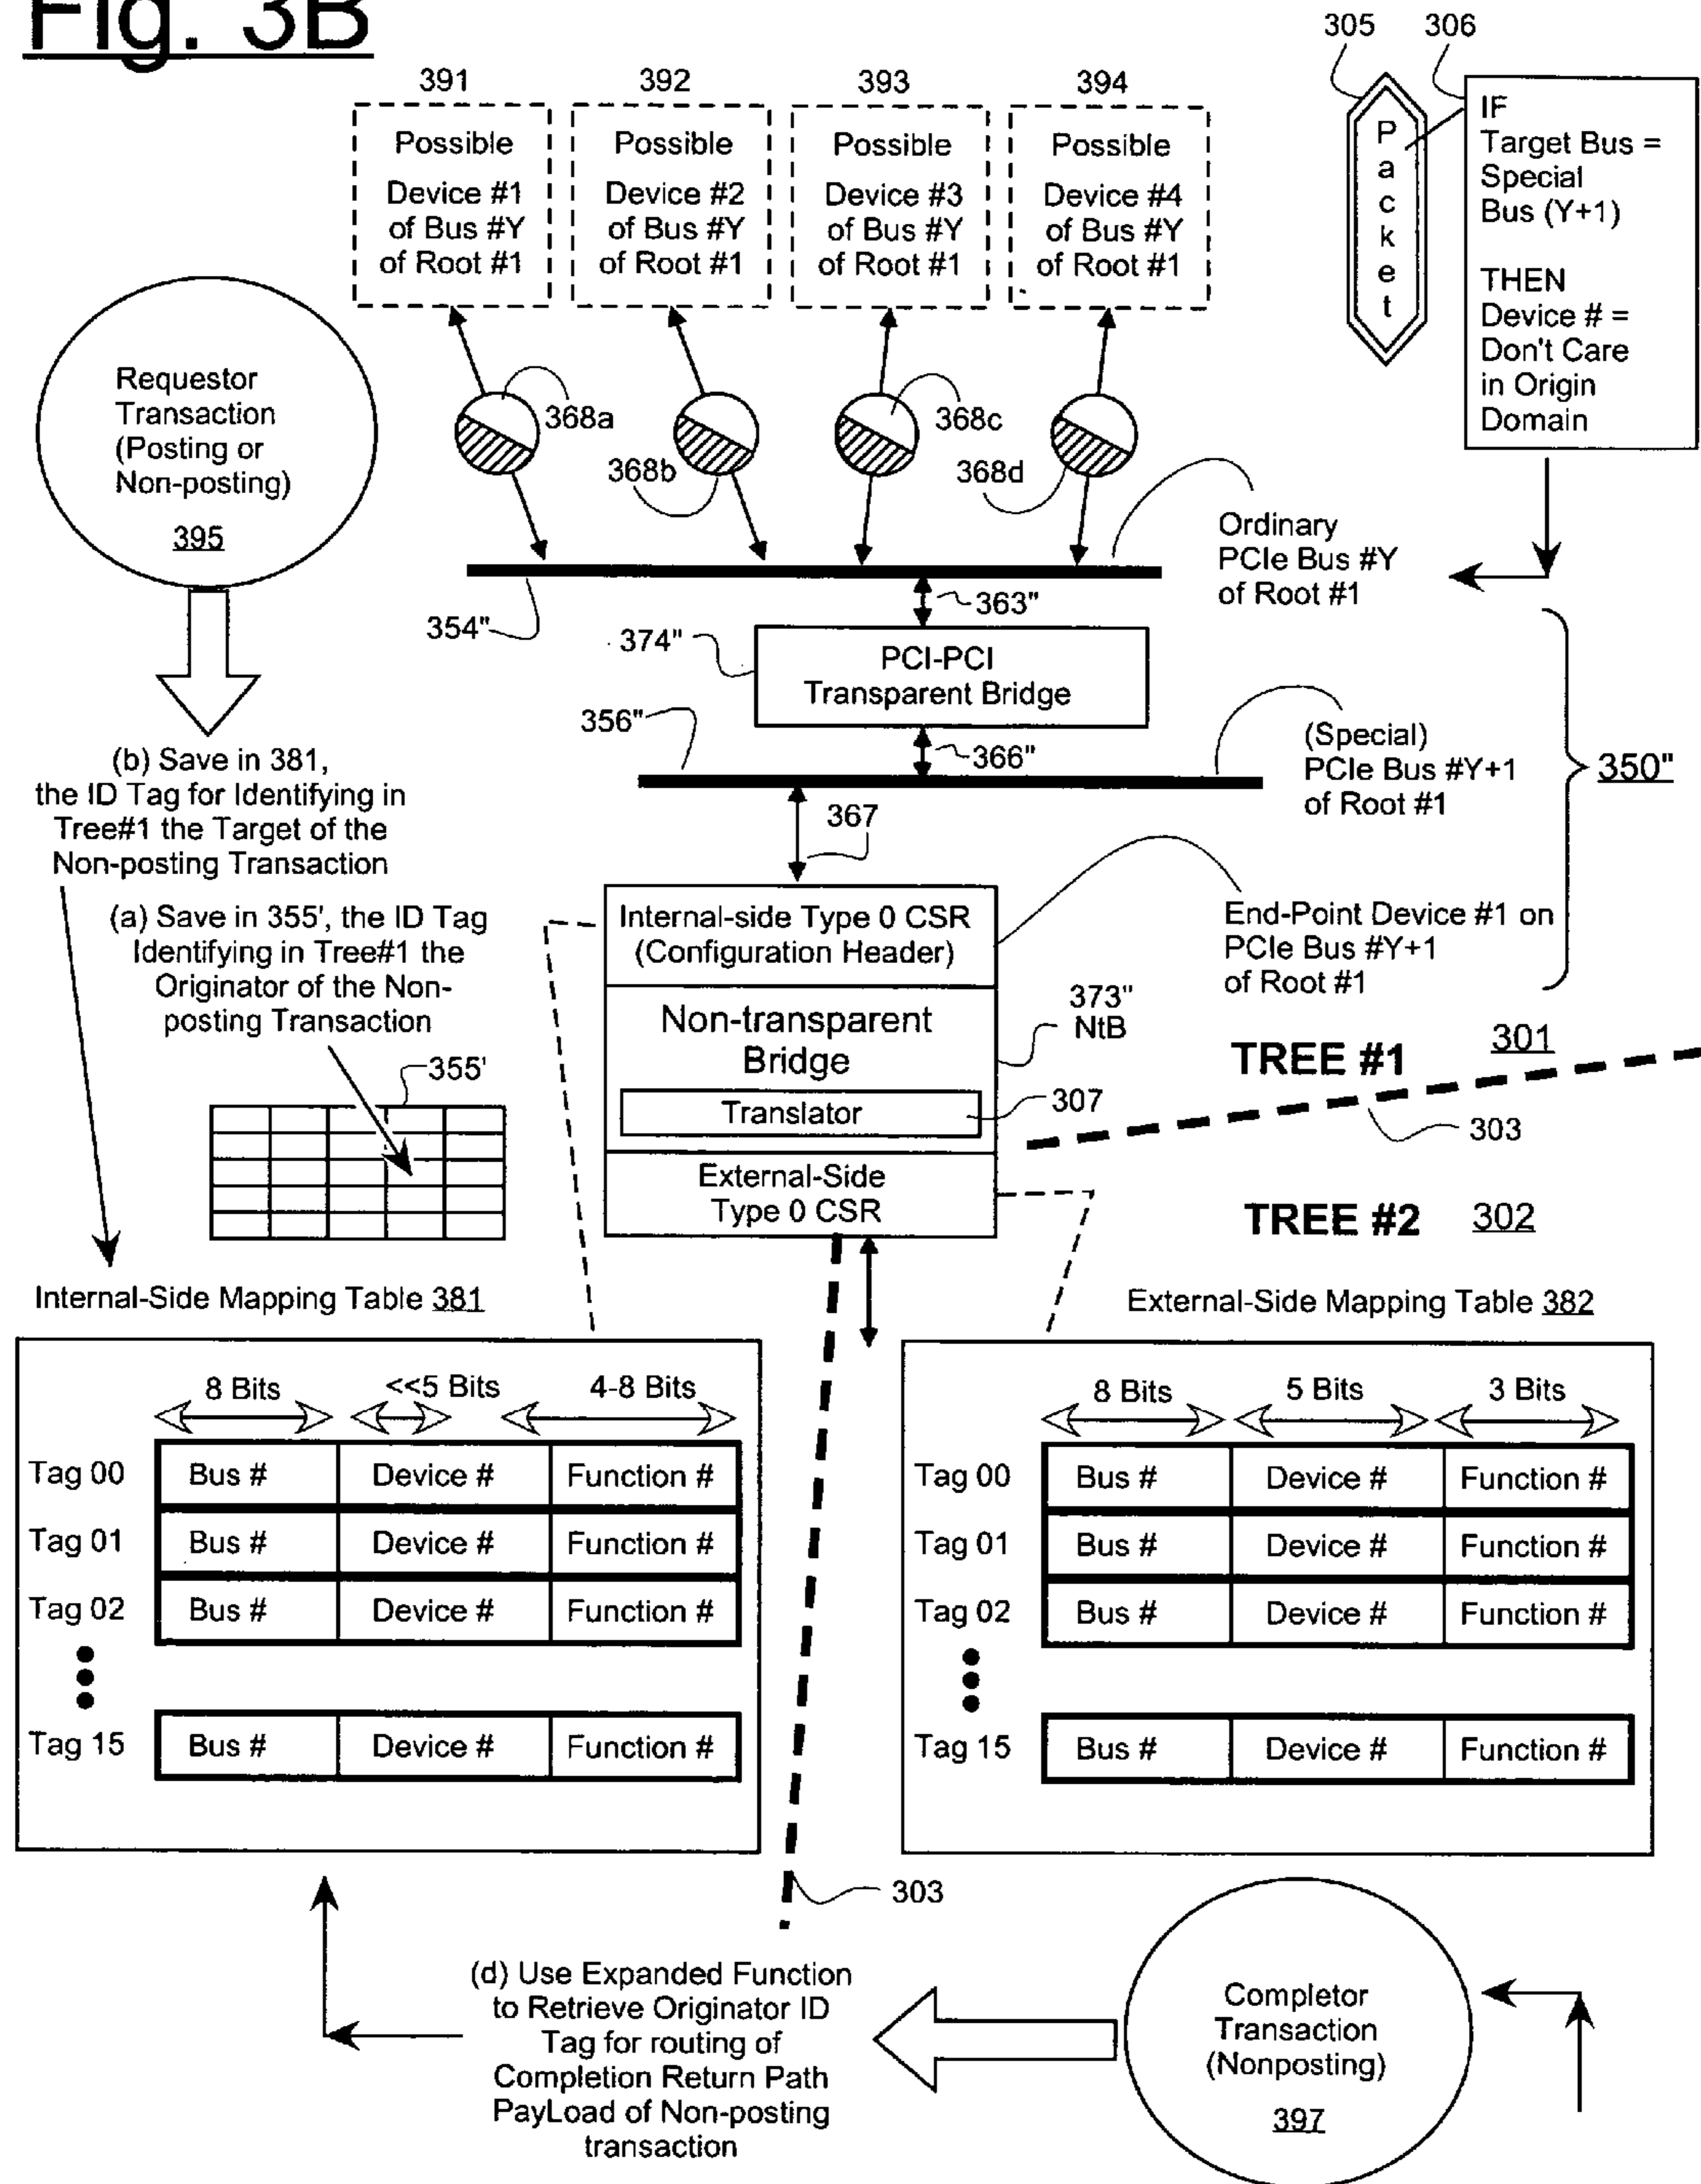 Fig. 3B
305 306
391 392 393 394
Possible
Device #1
of Bus #Y
of Root #1
Possible
Device #2
of Bus #Y
of Root #1
Possible
Device #3
of Bus #Y
of Root #1
Possible
Device #4
of Bus #Y
of Root #1
Packet
IF
Target Bus =
Special
Bus (Y+1)
THEN
Device # =
Don't Care
in Origin
Domain
Requestor
Transaction
(Posting or
Non-posting)
395
368a
368b
368c
368d
Ordinary
PCIe Bus #Y
of Root #1
354"
363"
374"
PCI-PCI
Transparent Bridge
356"
366"
(Special)
PCIe Bus #Y+1
of Root #1
350"
(b) Save in 381,
the ID Tag for Identifying in
Tree#1 the Target of the
Non-posting Transaction
367
(a) Save in 355', the ID Tag
Identifying in Tree#1 the
Originator of the Non-
posting Transaction
355'
Internal-side Type 0 CSR
(Configuration Header)
End-Point Device #1 on
PCIe Bus #Y+1
of Root #1
Non-transparent
Bridge
373"
NtB
Translator
307
TREE #1 301
303
External-Side
Type 0 CSR
TREE #2 302
Internal-Side Mapping Table 381
8 Bits <<5 Bits 4-8 Bits
Tag 00 Bus # Device # Function #
Tag 01 Bus # Device # Function #
Tag 02 Bus # Device # Function #
Tag 15 Bus # Device # Function #
External-Side Mapping Table 382
8 Bits 5 Bits 3 Bits
Tag 00 Bus # Device # Function #
Tag 01 Bus # Device # Function #
Tag 02 Bus # Device # Function #
Tag 15 Bus # Device # Function #
303
(d) Use Expanded Function
to Retrieve Originator ID
Tag for routing of
Completion Return Path
PayLoad of Non-posting
transaction
Completor
Transaction
(Nonposting)
397